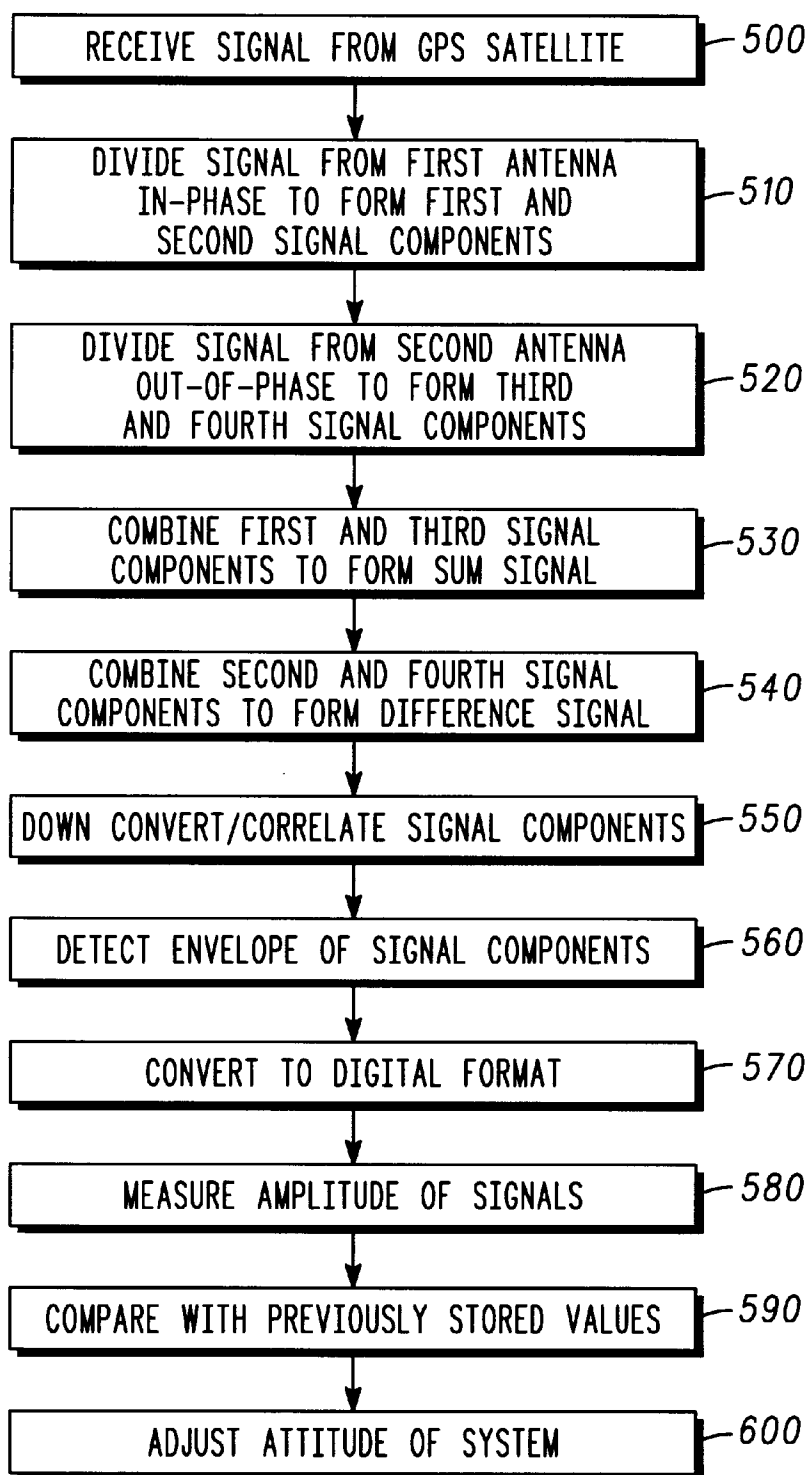 RECEIVE SIGNAL FROM GPS SATELLITE 500
DIVIDE SIGNAL FROM FIRST ANTENNA
IN-PHASE TO FORM FIRST AND 510
SECOND SIGNAL COMPONENTS
DIVIDE SIGNAL FROM SECOND ANTENNA
OUT-OF-PHASE TO FORM THIRD 520
AND FOURTH SIGNAL COMPONENTS
COMBINE FIRST AND THIRD SIGNAL 530
COMPONENTS TO FORM SUM SIGNAL
COMBINE SECOND AND FOURTH SIGNAL 540
COMPONENTS TO FORM DIFFERENCE SIGNAL
DOWN CONVERT/CORRELATE SIGNAL COMPONENTS 550
DETECT ENVELOPE OF SIGNAL COMPONENTS 560
CONVERT TO DIGITAL FORMAT 570
MEASURE AMPLITUDE OF SIGNALS 580
COMPARE WITH PREVIOUSLY STORED VALUES 590
ADJUST ATTITUDE OF SYSTEM 600